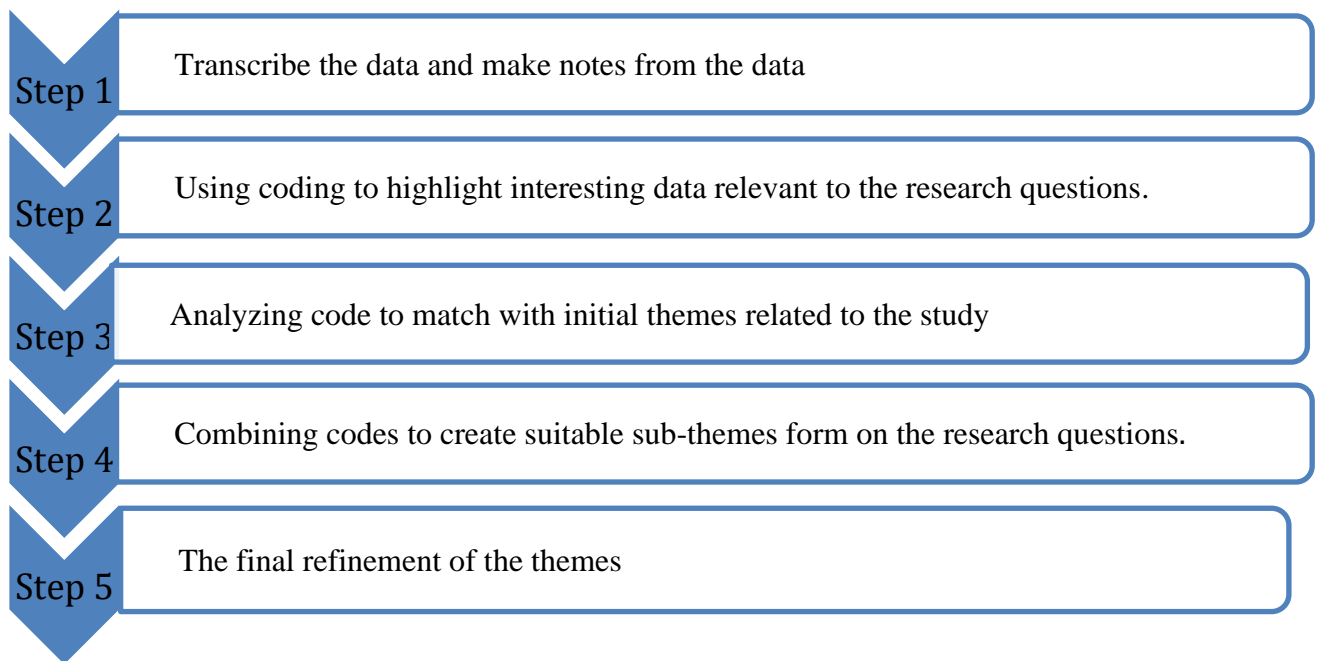 Step 1
Transcribe the data and make notes from the data
Step 2
Using coding to highlight interesting data relevant to the research questions.
Step 3
Analyzing code to match with initial themes related to the study
Step 4
Combining codes to create suitable sub-themes form on the research questions.
Step 5
The final refinement of the themes